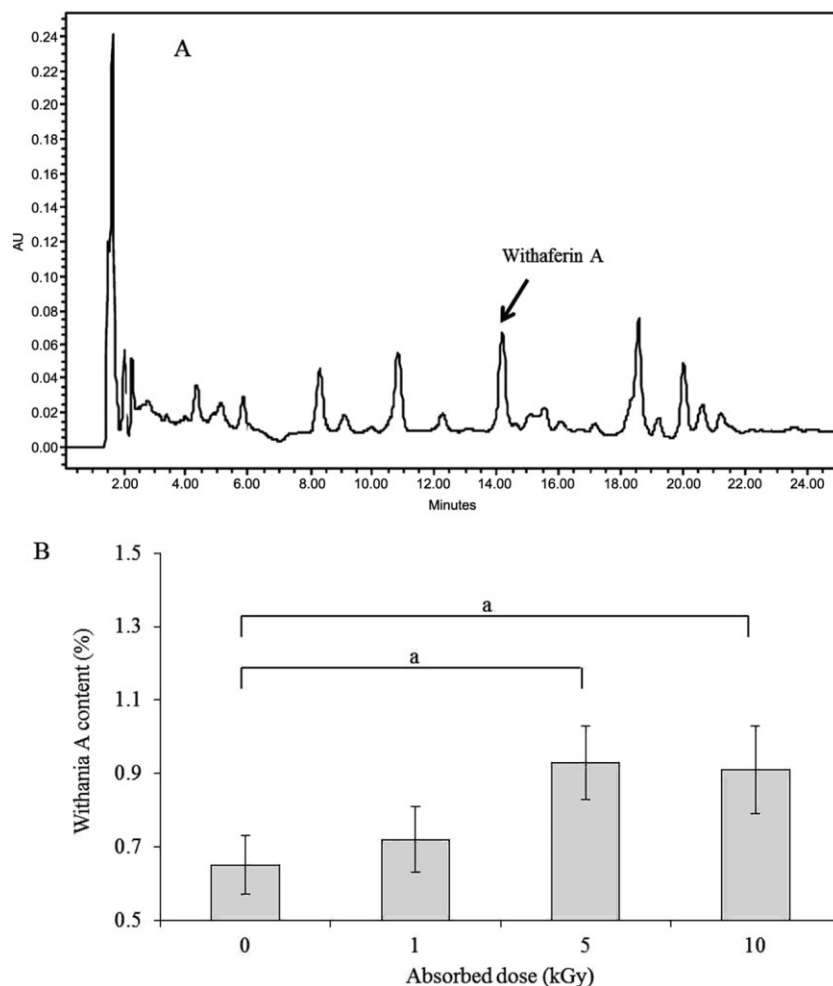 A
0.24
0.22
0.20
0.18
0.16
0.14
0.12
0.10
0.08
0.06
0.04
0.02
0.00
AU
Withaferin A
2.00 4.00 6.00 8.00 10.00 12.00 14.00 16.00 18.00 20.00 22.00 24.00
Minutes
B
1.5
1.3
1.1
0.9
0.7
0.5
Withania A content (%)
a
a
0 1 5 10
Absorbed dose (kGy)